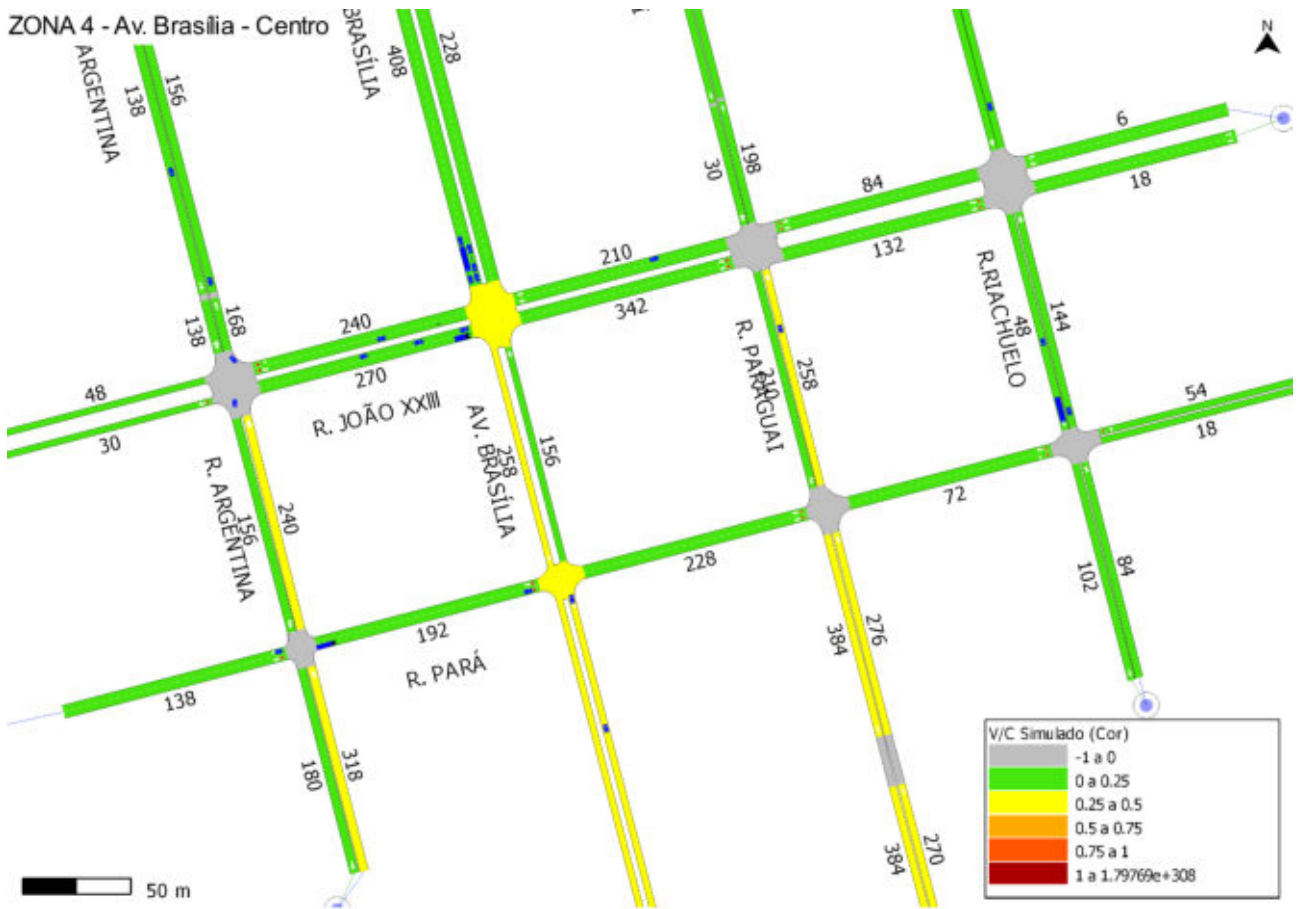 ZONA 4 - Av. Brasília - Centro
N
ARGENTINA
138
156
BRASÍLIA
408
228
30
198
6
18
84
132
210
342
240
270
138
168
48
30
R. JOÃO XXIII
R. ARGENTINA
156
240
AV. BRASÍLIA
258
156
R. PARAGUAI
210
258
R.RIACHUELO
48
144
54
18
72
228
192
R. PARÁ
138
180
318
384
276
102
84
384
270
50 m
V/C Simulado (Cor)
-1 a 0
0 a 0.25
0.25 a 0.5
0.5 a 0.75
0.75 a 1
1 a 1.79769e+308